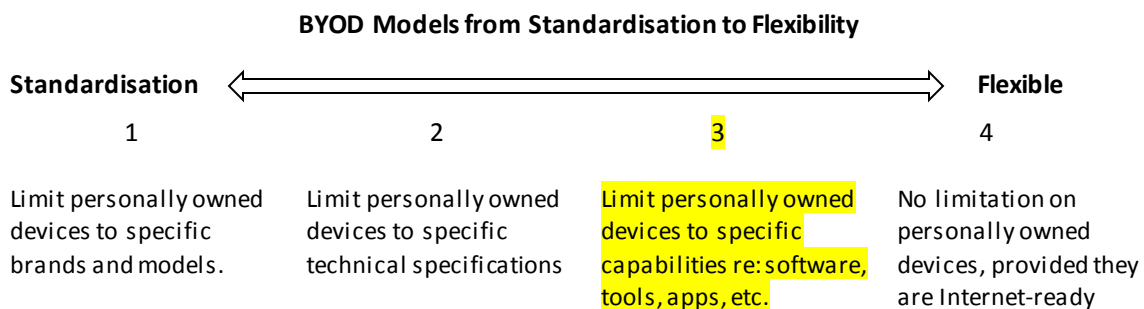 BYOD Models from Standardisation to Flexibility
Standardisation Flexible
1 2 3 4
Limit personally owned
devices to specific
brands and models.
Limit personally owned
devices to specific
technical specifications
Limit personally owned
devices to specific
capabilities re: software,
tools, apps, etc.
No limitation on
personally owned
devices, provided they
are Internet-ready